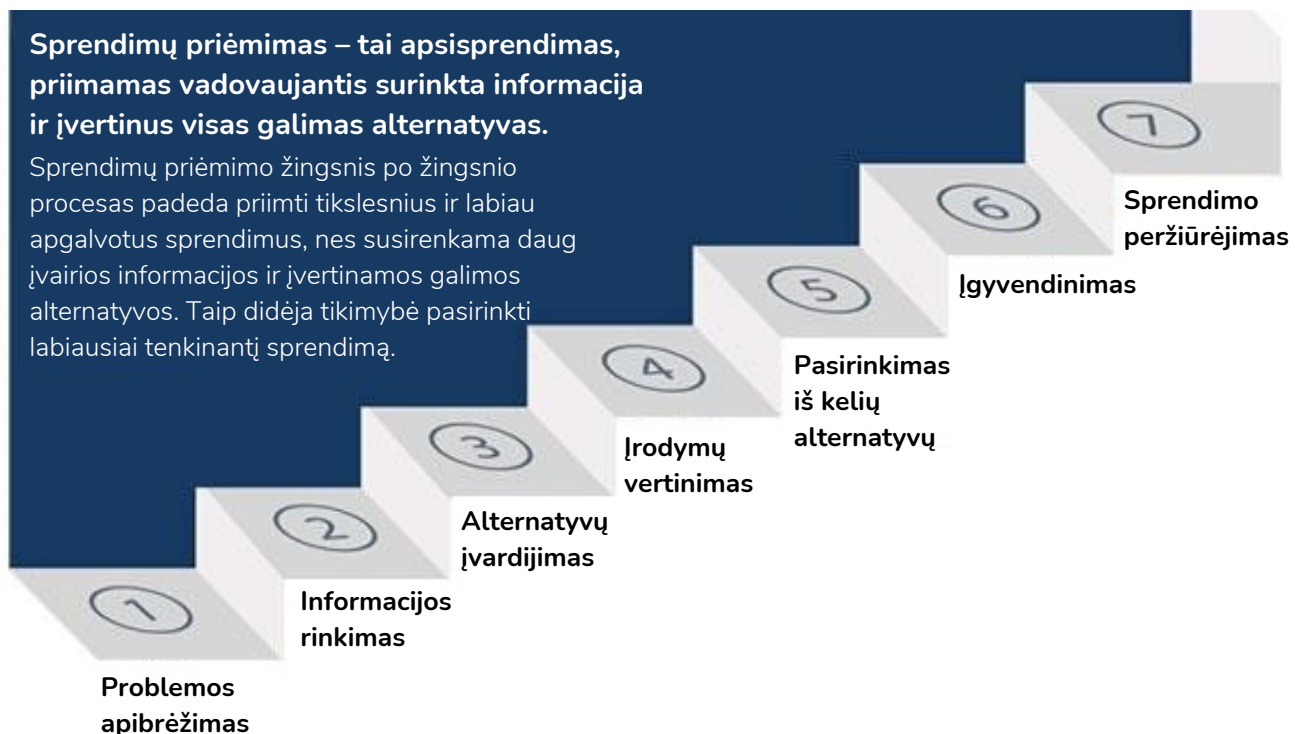 Sprendimų priėmimas – tai apsisprendimas,
priimamas vadovaujantis surinkta informacija
ir įvertinus visas galimas alternatyvas.
Sprendimų priėmimo žingsnis po žingsnio
procesas padeda priimti tikslesnius ir labiau
apgalvotus sprendimus, nes susirenkama daug
įvairios informacijos ir įvertinamos galimos
alternatyvos. Taip didėja tikimybė pasirinkti
labiausiai tenkinantį sprendimą.
1
Problemos
apibrėžimas
2
Informacijos
rinkimas
3
Alternatyvų
įvardijimas
4
Įrodymų
vertinimas
5
Pasirinkimas
iš kelių
alternatyvų
6
Įgyvendinimas
7
Sprendimo
peržiūrėjimas